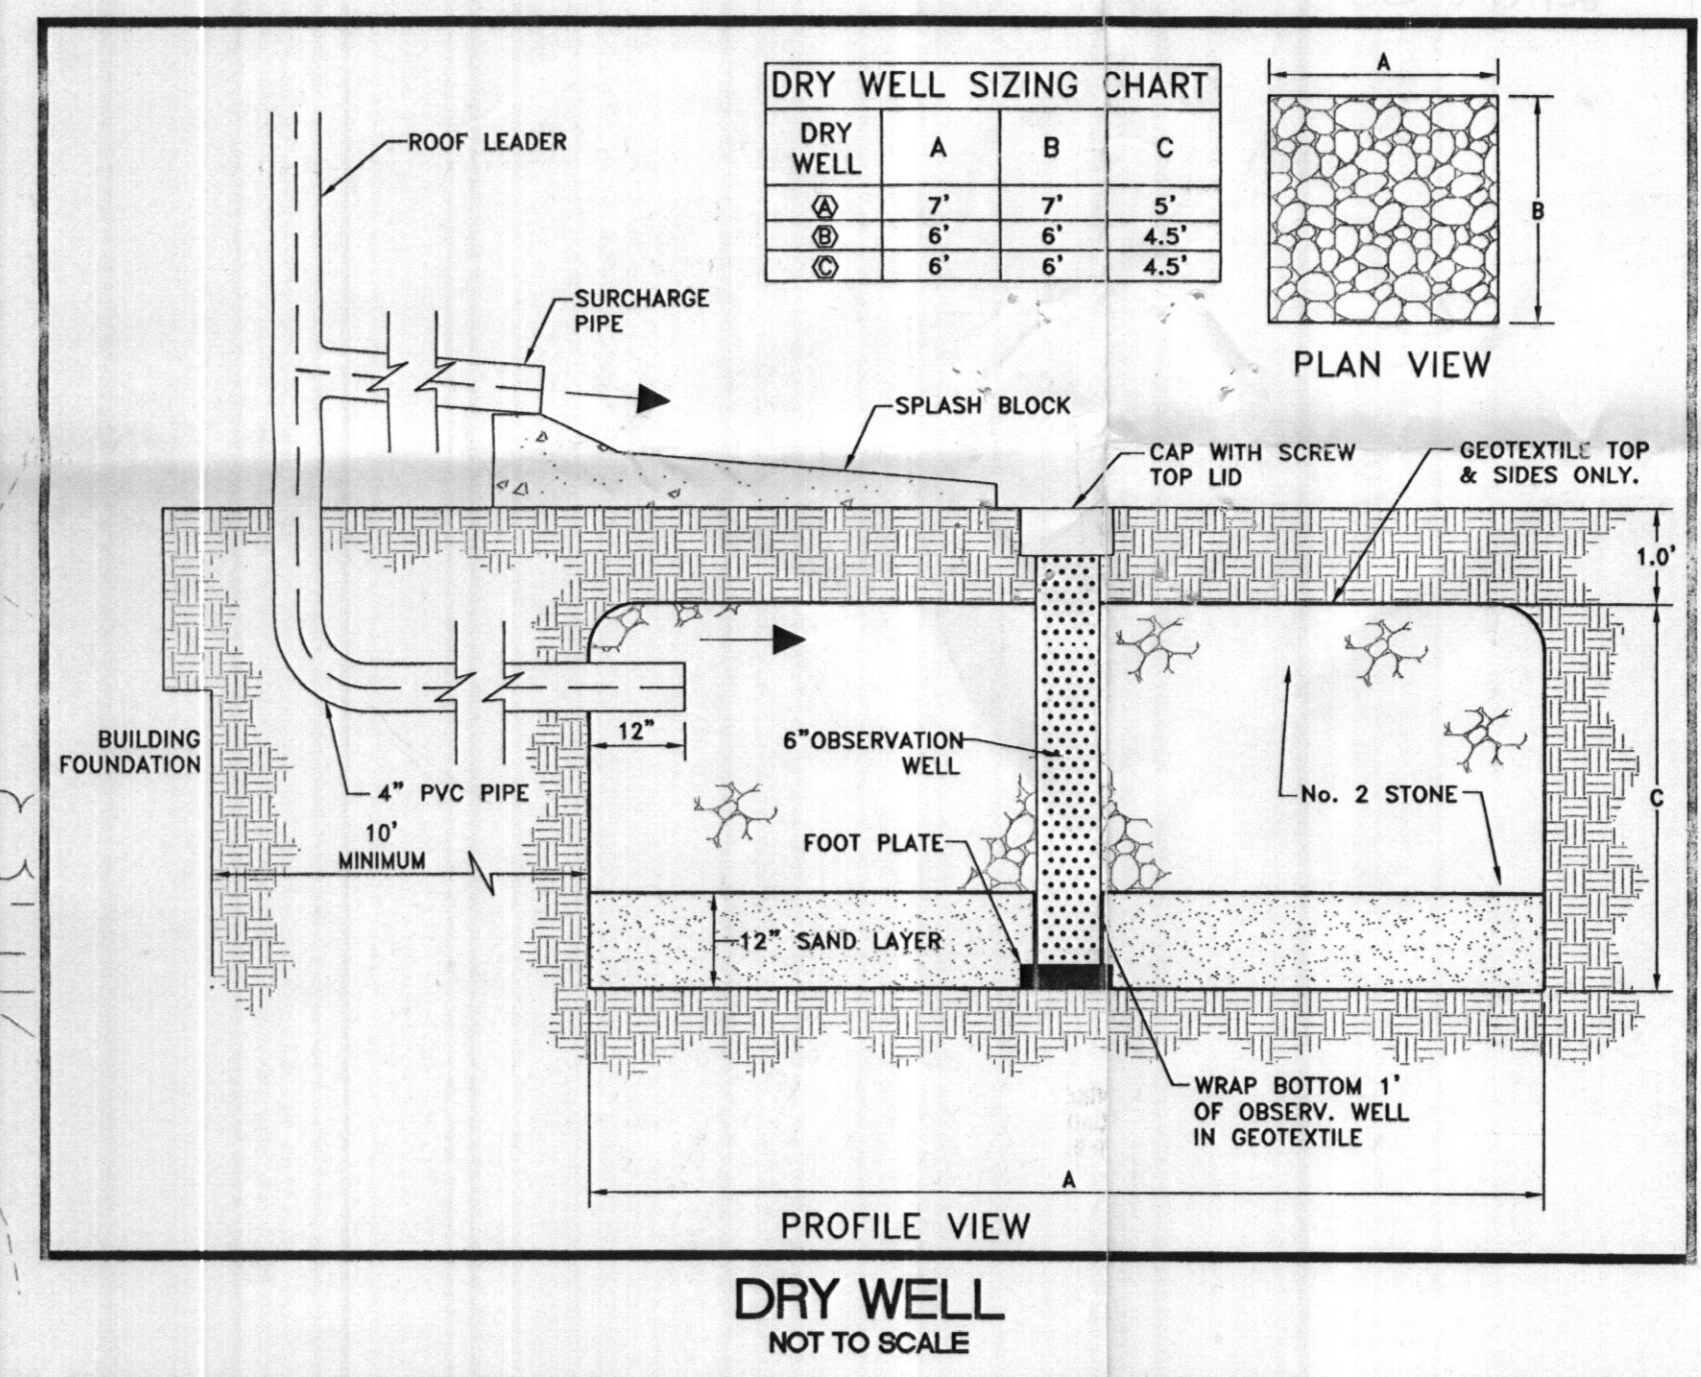 DRY WELL SIZING CHART
DRY WELL A B C
A 7' 7' 5'
B 6' 6' 4.5'
C 6' 6' 4.5'
A
B
PLAN VIEW
ROOF LEADER
SURCHARGE
PIPE
SPLASH BLOCK
CAP WITH SCREW
TOP LID
GEOTEXTILE TOP
& SIDES ONLY.
1.0'
BUILDING
FOUNDATION
4" PVC PIPE
10'
MINIMUM
12"
6"OBSERVATION
WELL
FOOT PLATE
No. 2 STONE
C
12" SAND LAYER
WRAP BOTTOM 1'
OF OBSERV. WELL
IN GEOTEXTILE
A
PROFILE VIEW
DRY WELL
NOT TO SCALE